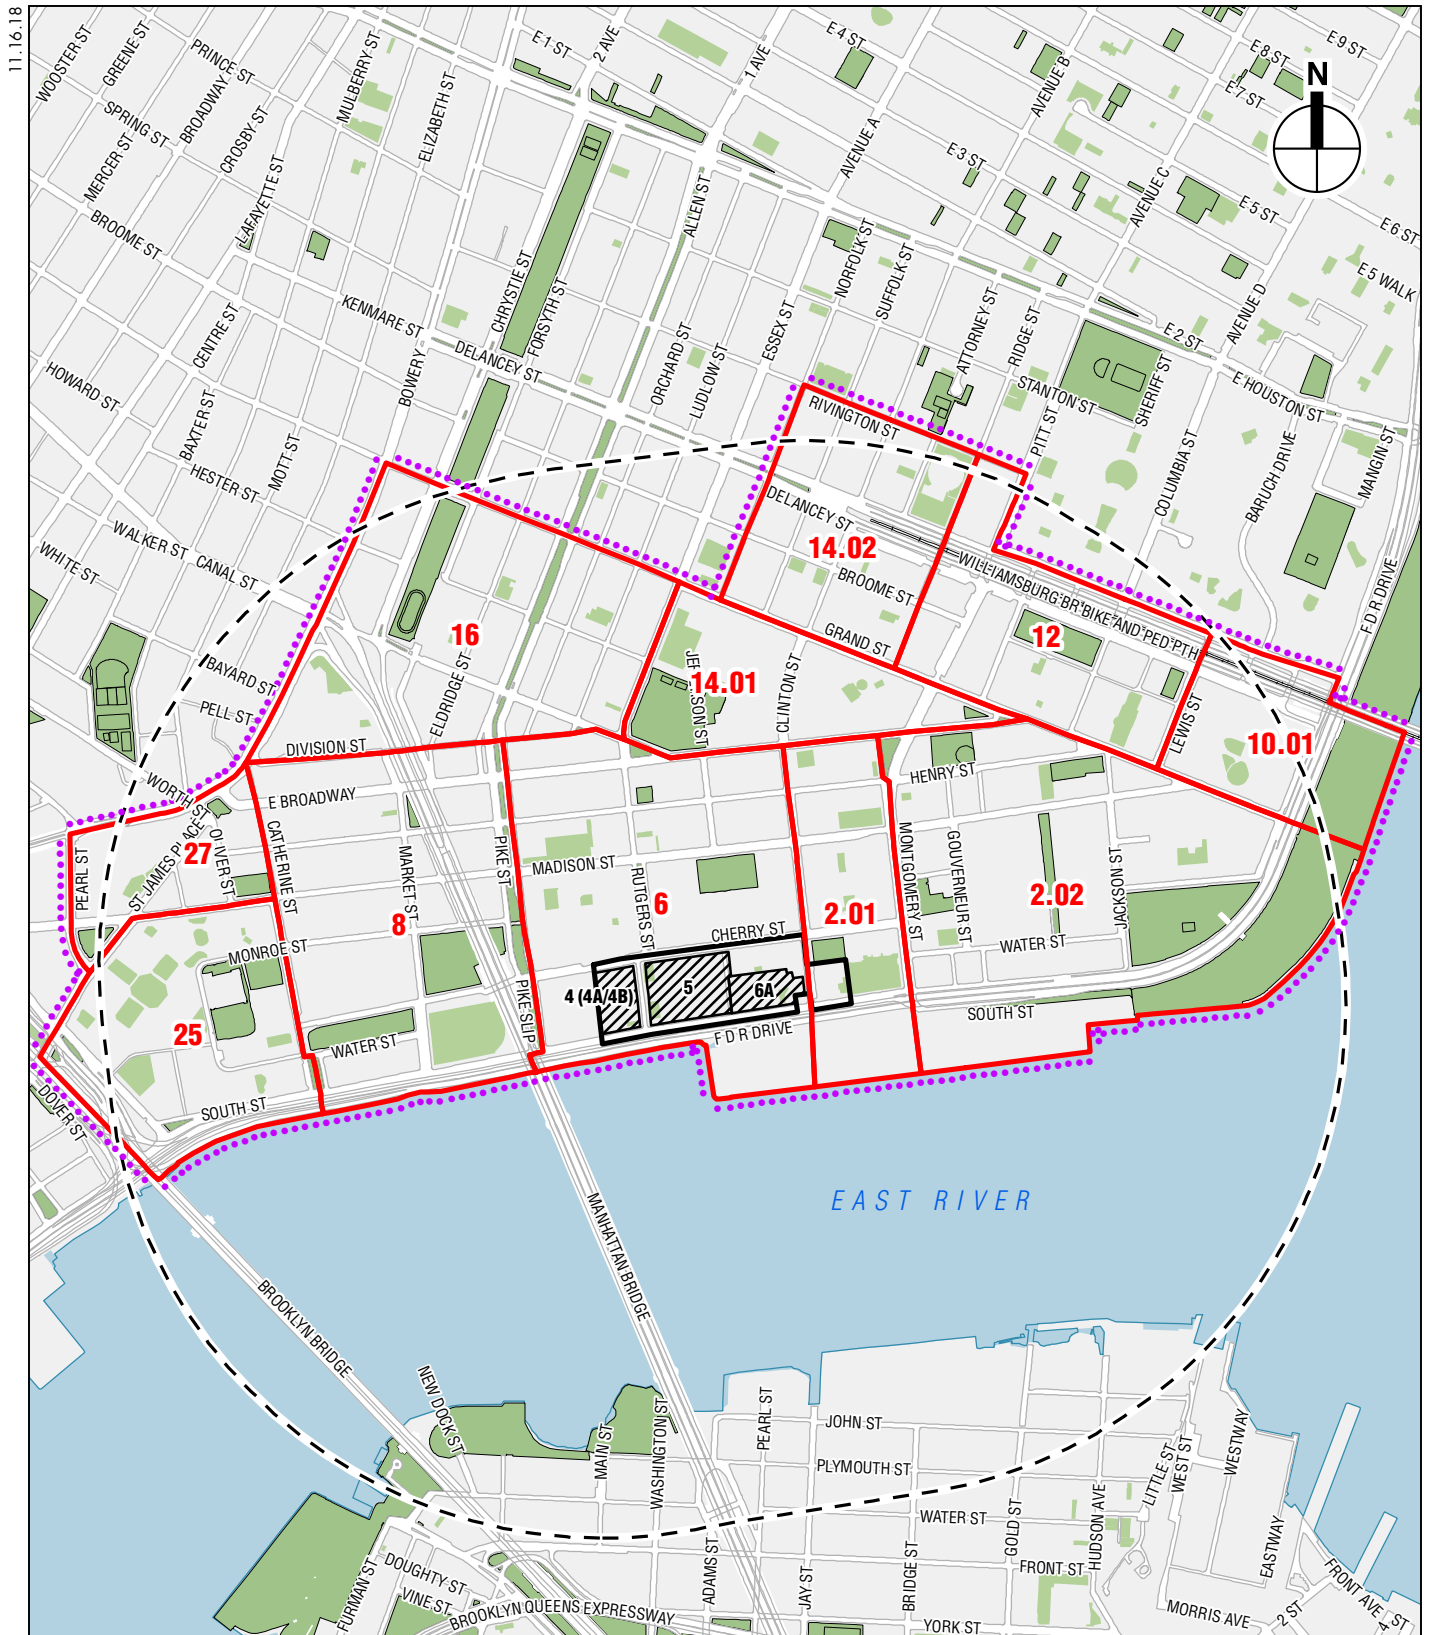 11.16.18
WOOSTER ST
GREENE ST
PRINCE ST
BROADWAY
MULBERRY ST
ELIZABETH ST
E 1 ST
2 AVE
1 AVE
E 4 ST
AVENUE B
E 8 ST
E 9 ST
E 7 ST
N
SPRING ST
MERCER ST
CROSBY ST
LAFAYETTE ST
AVENUE A
E 3 ST
AVENUE C
E 5 ST
E 6 ST
E 5 WALK
BROOME ST
KENMARE ST
CENTRE ST
CHRYSTIE ST
FORSYTH ST
ALLEN ST
NORFOLK ST
SUFFOLK ST
ESSEX ST
ATTORNEY ST
RIDGE ST
E 2 ST
AVENUE D
HOWARD ST
BAXTER ST
BOWERY
DELANCEY ST
ORCHARD ST
LUDLOW ST
STANTON ST
SHERIFF ST
E HOUSTON ST
HESTER ST
MOTT ST
RIVINGTON ST
PITT ST
COLUMBIA ST
BARUCH DRIVE
MANGIN ST
WALKER ST
CANAL ST
WHITE ST
DELANCEY ST
14.02
BROOME ST
WILLIAMSBURG BR BIKE AND PED PTH
F D R DRIVE
16
ELDRIDGE ST
GRAND ST
12
BAYARD ST
PELL ST
JEFFERSON ST
14.01
CLINTON ST
LEWIS ST
10.01
DIVISION ST
WORTH ST
E BROADWAY
HENRY ST
PEARL ST
ST JAMES PLACE
27
OLIVER ST
CATHERINE ST
MARKET ST
PIKE ST
MADISON ST
RUTGERS ST
MONTGOMERY ST
GOUVERNEUR ST
JACKSON ST
8
6
2.01
2.02
MONROE ST
CHERRY ST
WATER ST
4 (4A/4B)
5
6A
PIKE SLIP
SOUTH ST
25
WATER ST
F D R DRIVE
DOVER ST
SOUTH ST
EAST RIVER
MANHATTAN BRIDGE
BROOKLYN BRIDGE
NEW DOCK ST
MAIN ST
WASHINGTON ST
PEARL ST
JOHN ST
PLYMOUTH ST
LITTLE ST
WEST ST
WESTWAY
WATER ST
GOLD ST
HUDSON AVE
FURMAN ST
DOUGHTY ST
VINE ST
ADAMS ST
JAY ST
BRIDGE ST
FRONT ST
EASTWAY
FRONT AVE
BROOKLYN QUEENS EXPRESSWAY
YORK ST
MORRIS AVE
2 ST
4 ST